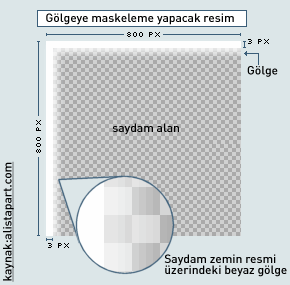 Gölgeye maskeleme yapacak resim
800 PX
3 PX
Gölge
800 PX
saydam alan
3 PX
Saydam zemin resmi
üzerindeki beyaz gölge
kaynak:alistapart.com